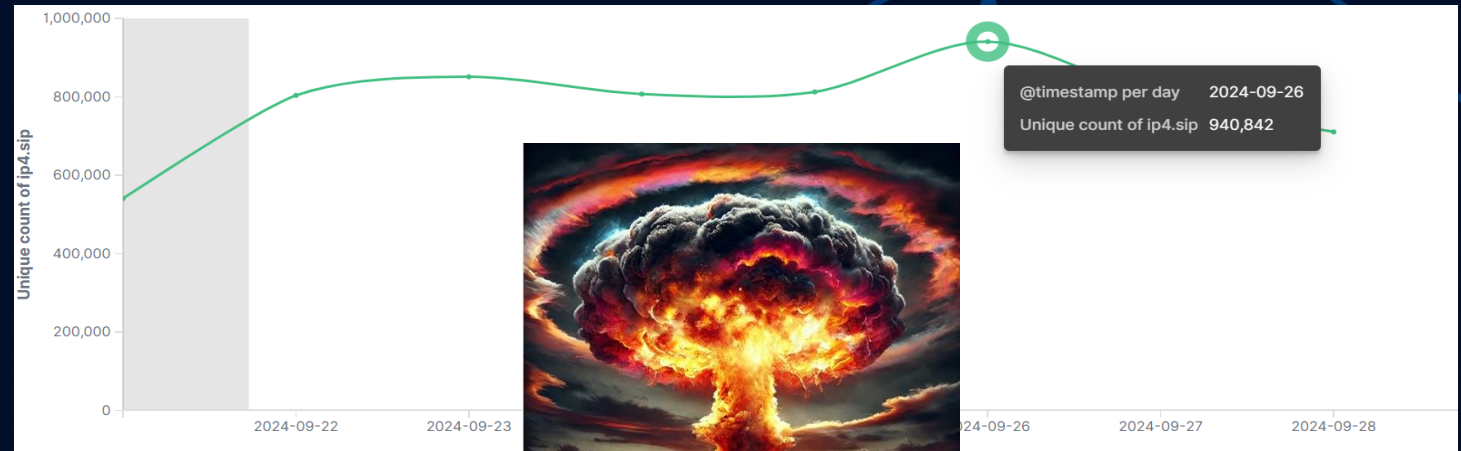 1,000,000
800,000
600,000
400,000
200,000
0
Unique count of ip4.sip
@timestamp per day 2024-09-26
Unique count of ip4.sip 940,842
2024-09-22 2024-09-23 24-09-26 2024-09-27 2024-09-28